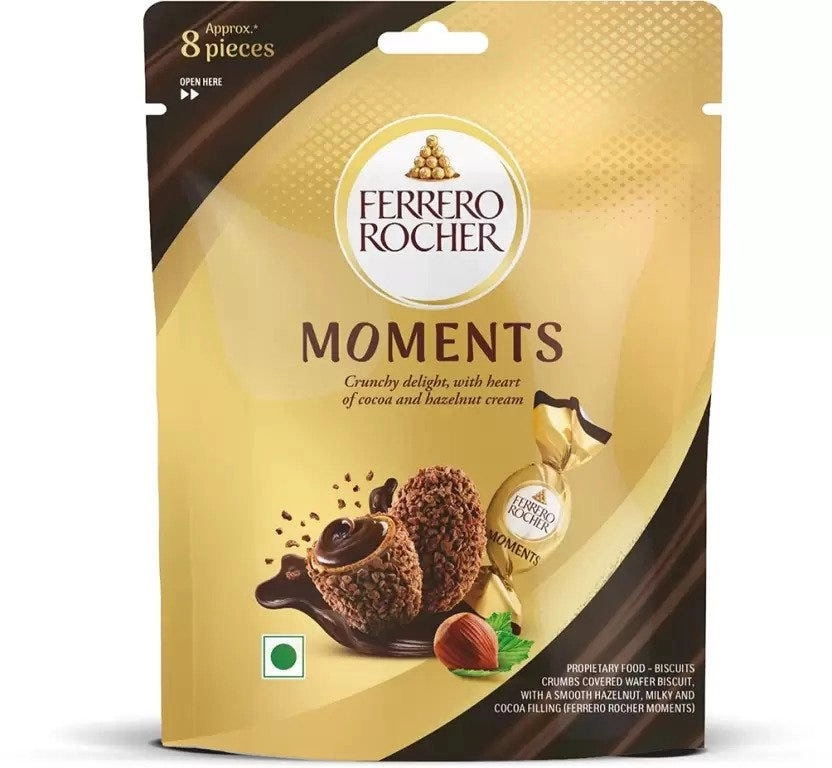 Approx.*
8 pieces
OPEN HERE
FERRERO
ROCHER
MOMENTS
Crunchy delight, with heart
of cocoa and hazelnut cream
FERRERO
ROCHER
MOMENTS
PROPIETARY FOOD – BISCUITS
CRUMBS COVERED WAFER BISCUIT,
WITH A SMOOTH HAZELNUT, MILKY AND
COCOA FILLING (FERRERO ROCHER MOMENTS)